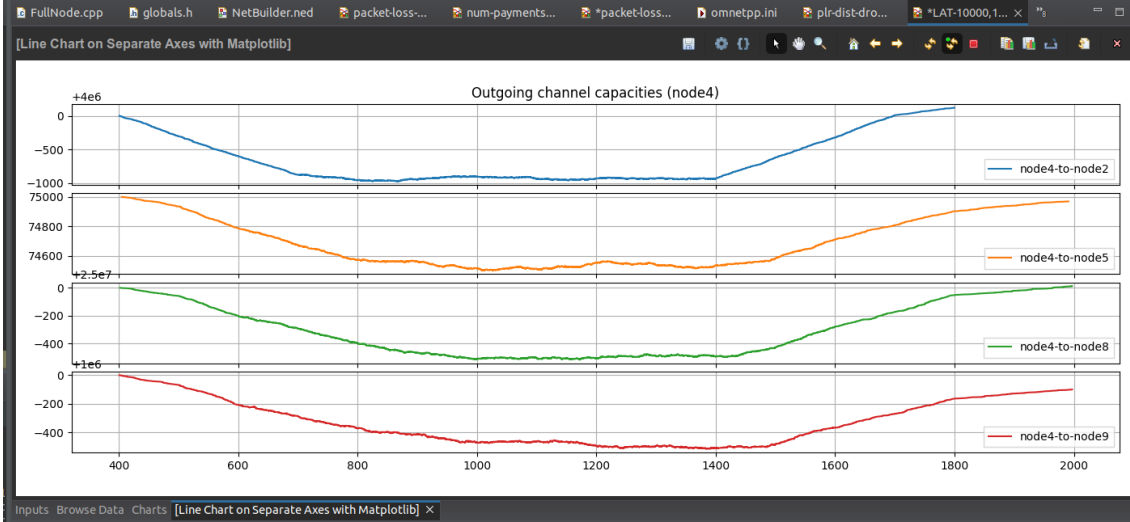 FullNode.cpp globals.h NetBuilder.ned packet-loss-... num-payments... *packet-loss... omnetpp.ini plr-dist-dro... *LAT-10000,1... × »8
[Line Chart on Separate Axes with Matplotlib]
Outgoing channel capacities (node4)
+4e6
0
−500
−1000
node4-to-node2
75000
74800
74600
node4-to-node5
+2.5e7
0
−200
−400
node4-to-node8
+1e6
0
−200
−400
node4-to-node9
400 600 800 1000 1200 1400 1600 1800 2000
Inputs Browse Data Charts [Line Chart on Separate Axes with Matplotlib] ×